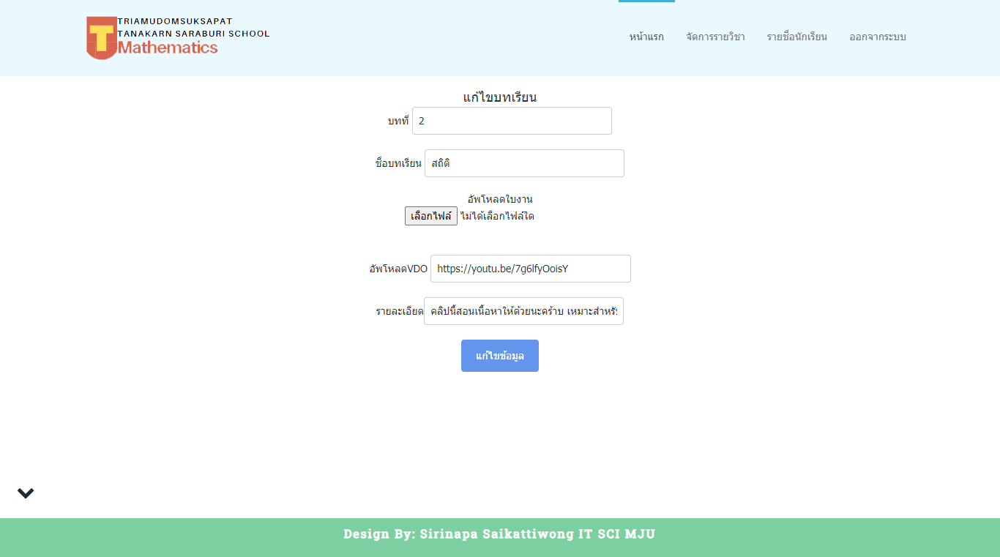 TRIAMUDOMSUKSAPAT
TANAKARN SARABURI SCHOOL
Mathematics
หน้าแรก จัดการรายวิชา รายชื่อนักเรียน ออกจากระบบ
แก้ไขบทเรียน
บทที่ 2
ชื่อบทเรียน สถิติ
อัพโหลดใบงาน
เลือกไฟล์ ไม่ได้เลือกไฟล์ใด
อัพโหลดVDO https://youtu.be/7g6lfyOoisY
รายละเอียด คลิปนี้สอนเนื้อหาให้ด้วยนะคร้าบ เหมาะสำหรับ
แก้ไขข้อมูล
Design By: Sirinapa Saikattiwong IT SCI MJU